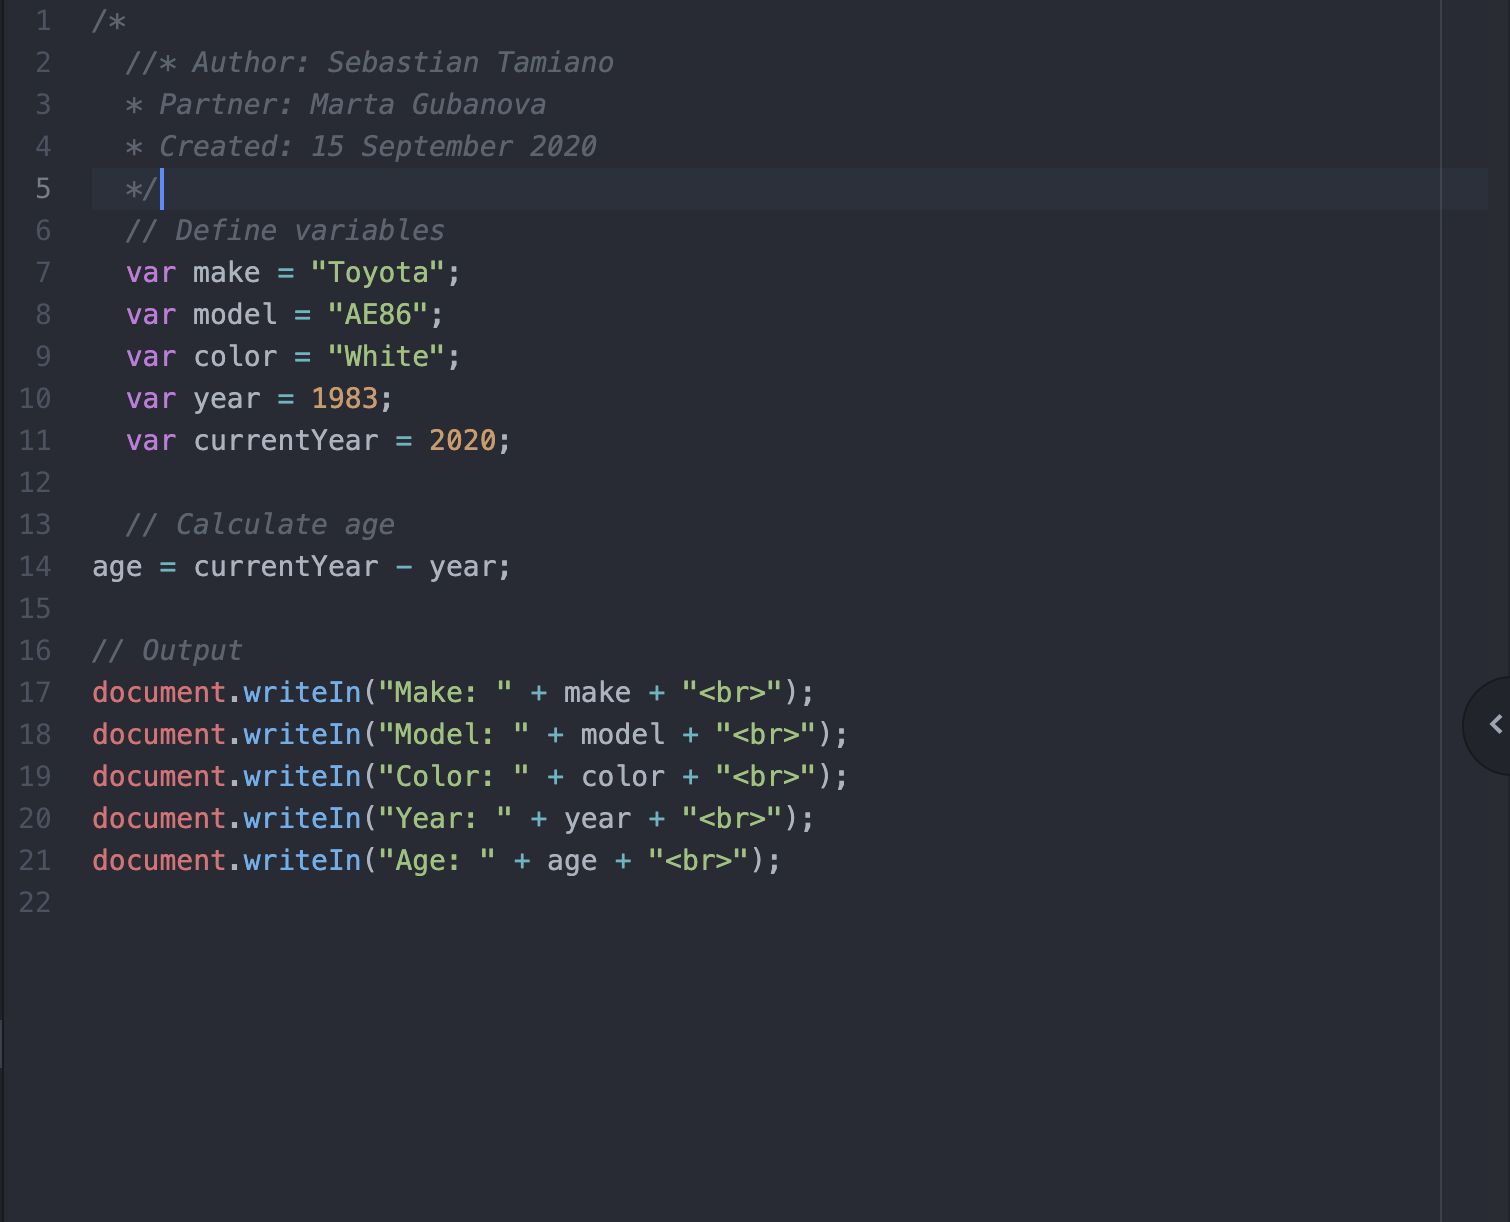 1 /*
2 //* Author: Sebastian Tamiano
3 * Partner: Marta Gubanova
4 * Created: 15 September 2020
5 */
6 // Define variables
7 var make = "Toyota";
8 var model = "AE86";
9 var color = "White";
10 var year = 1983;
11 var currentYear = 2020;
12
13 // Calculate age
14 age = currentYear - year;
15
16 // Output
17 document.writeIn("Make: " + make + "<br>");
18 document.writeIn("Model: " + model + "<br>");
19 document.writeIn("Color: " + color + "<br>");
20 document.writeIn("Year: " + year + "<br>");
21 document.writeIn("Age: " + age + "<br>");
22